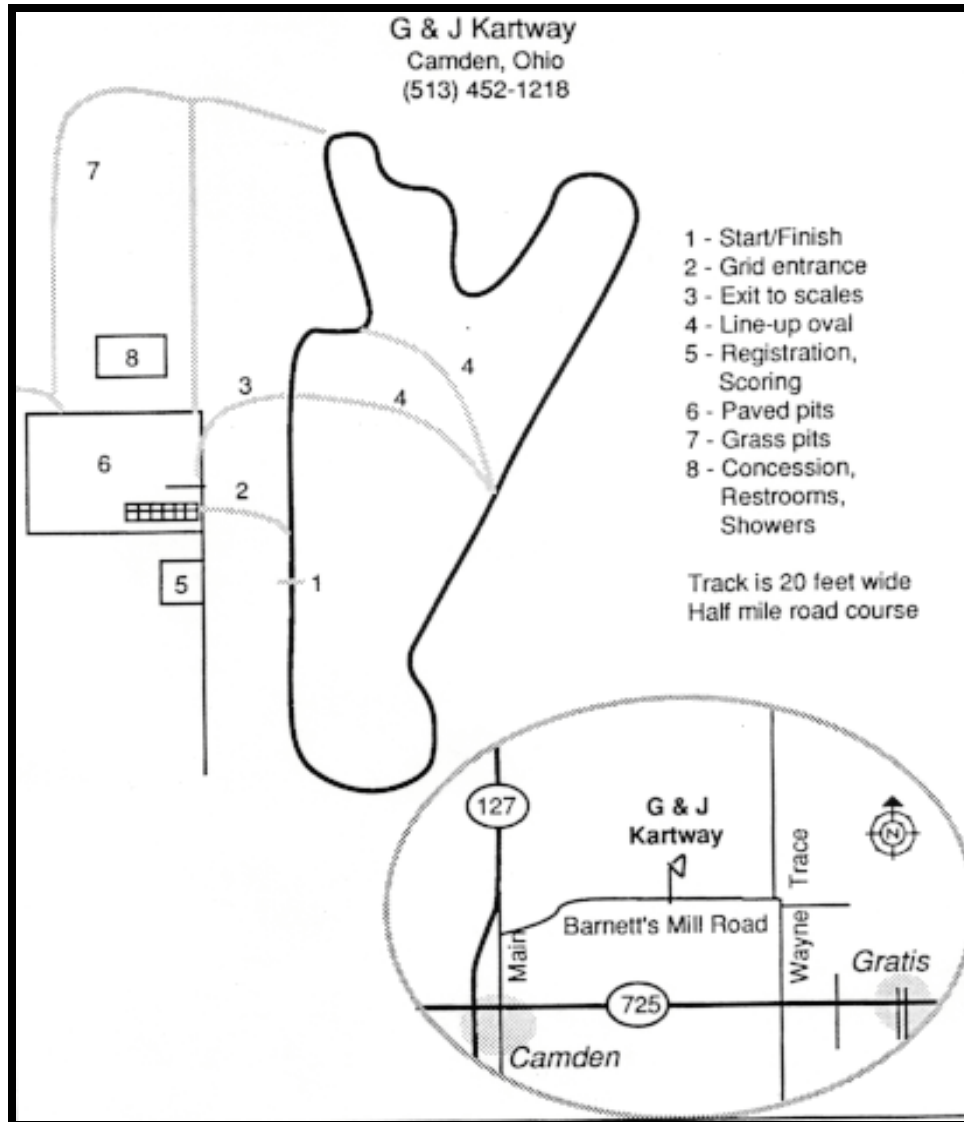 G & J Kartway
Camden, Ohio
(513) 452-1218
7
8
3
4
4
6
2
5
1
1 - Start/Finish
2 - Grid entrance
3 - Exit to scales
4 - Line-up oval
5 - Registration,
Scoring
6 - Paved pits
7 - Grass pits
8 - Concession,
Restrooms,
Showers
Track is 20 feet wide
Half mile road course
127
G & J
Kartway
N
Trace
Barnett's Mill Road
Main
Wayne
Gratis
725
Camden